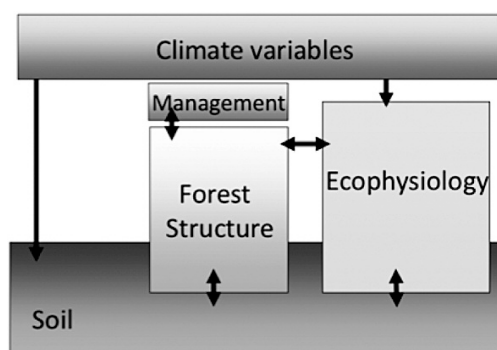 Climate variables
Management
Forest
Structure
Ecophysiology
Soil